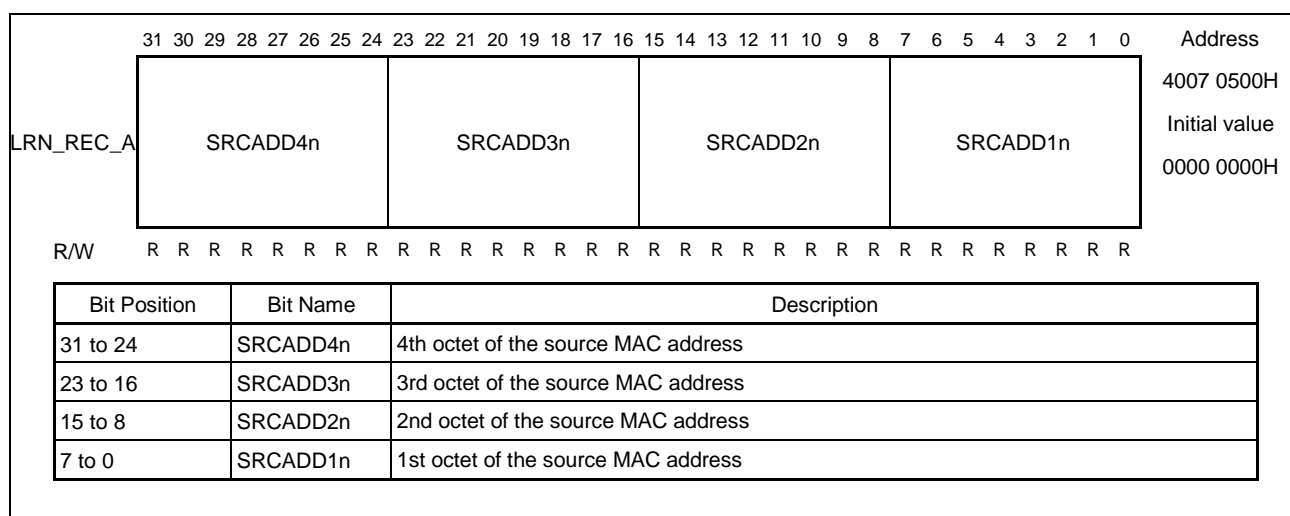 31 30 29 28 27 26 25 24 23 22 21 20 19 18 17 16 15 14 13 12 11 10 9 8 7 6 5 4 3 2 1 0 Address
4007 0500H
Initial value
LRN_REC_A SRCADD4n SRCADD3n SRCADD2n SRCADD1n
0000 0000H
R/W R R R R R R R R R R R R R R R R R R R R R R R R R R R R R R R R
Bit Position Bit Name Description
31 to 24 SRCADD4n 4th octet of the source MAC address
23 to 16 SRCADD3n 3rd octet of the source MAC address
15 to 8 SRCADD2n 2nd octet of the source MAC address
7 to 0 SRCADD1n 1st octet of the source MAC address